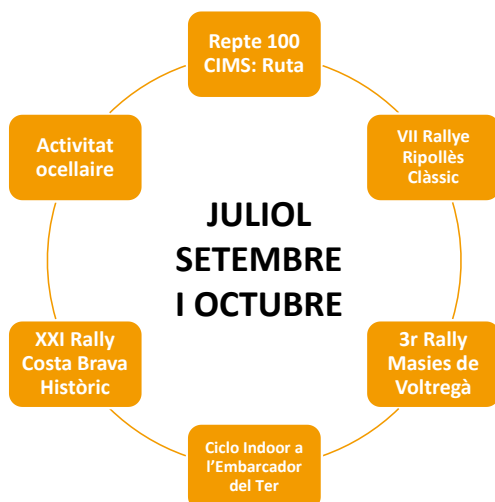 Repte 100
CIMS: Ruta
VII Rallye
Ripollès
Clàssic
3r Rally
Masies de
Voltregà
Ciclo Indoor a
l’Embarcador
del Ter
XXI Rally
Costa Brava
Històric
Activitat
ocellaire
JULIOL
SETEMBRE
I OCTUBRE